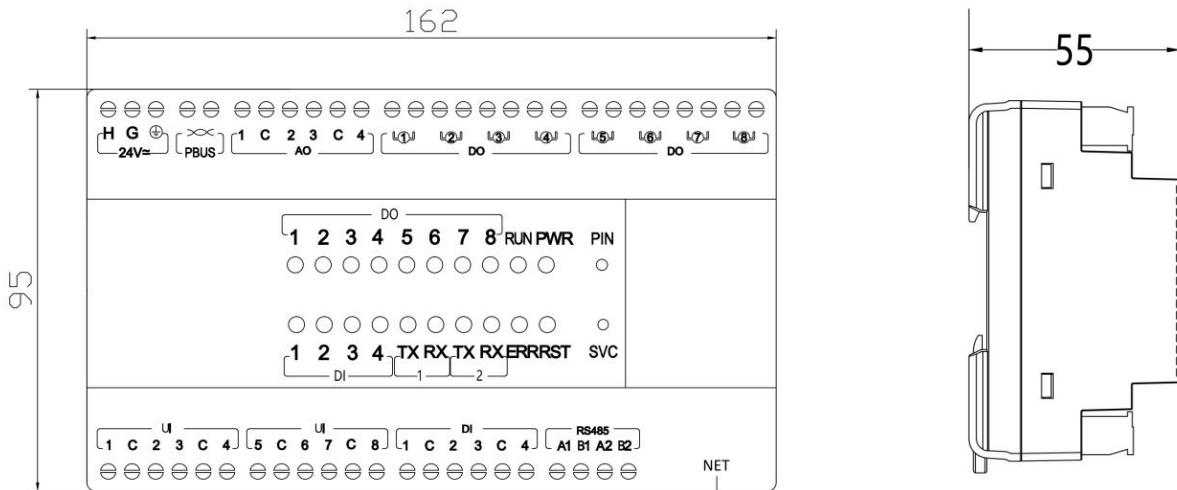 162
55
95
H G
24V≃
PBUS
1 C 2 3 C 4
AO
1 2 3 4
DO
5 6 7 8
DO
DO
1 2 3 4 5 6 7 8 RUN PWR PIN
1 2 3 4 TX RX TX RX ERR RST SVC
DI 1 2
UI UI DI RS485
1 C 2 3 C 4 5 C 6 7 C 8 1 C 2 3 C 4 A1 B1 A2 B2
NET